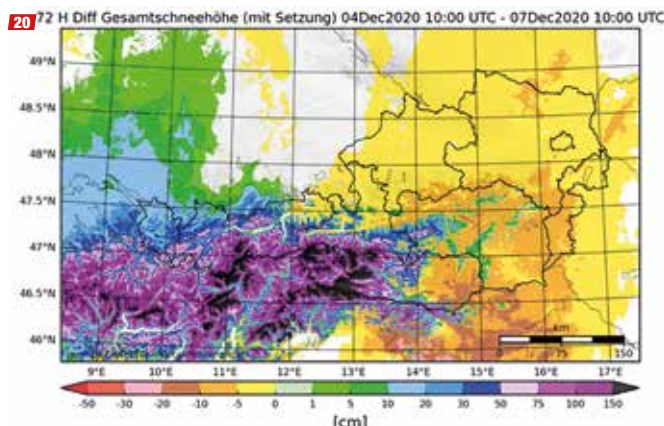 20
72 H Diff Gesamtschneehöhe (mit Setzung) 04Dec2020 10:00 UTC - 07Dec2020 10:00 UTC
49°N
48.5°N
48°N
47.5°N
47°N
46.5°N
46°N
km
0 75 150
9°E 10°E 11°E 12°E 13°E 14°E 15°E 16°E 17°E
-50 -30 -20 -10 -5 0 1 5 10 20 30 50 75 100 150
[cm]